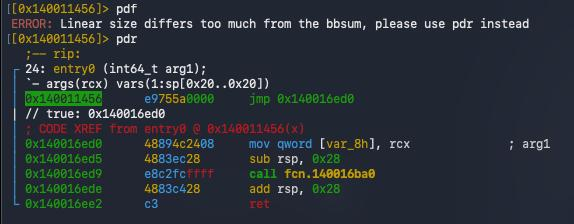 [[0x140011456]> pdf
ERROR: Linear size differs too much from the bbsum, please use pdr instead
[[0x140011456]> pdr
;-- rip:
24: entry0 (int64_t arg1);
`- args(rcx) vars(1:sp[0x20..0x20])
0x140011456 e9755a0000 jmp 0x140016ed0
// true: 0x140016ed0
; CODE XREF from entry0 @ 0x140011456(x)
0x140016ed0 48894c2408 mov qword [var_8h], rcx ; arg1
0x140016ed5 4883ec28 sub rsp, 0x28
0x140016ed9 e8c2fcffff call fcn.140016ba0
0x140016ede 4883c428 add rsp, 0x28
0x140016ee2 c3 ret